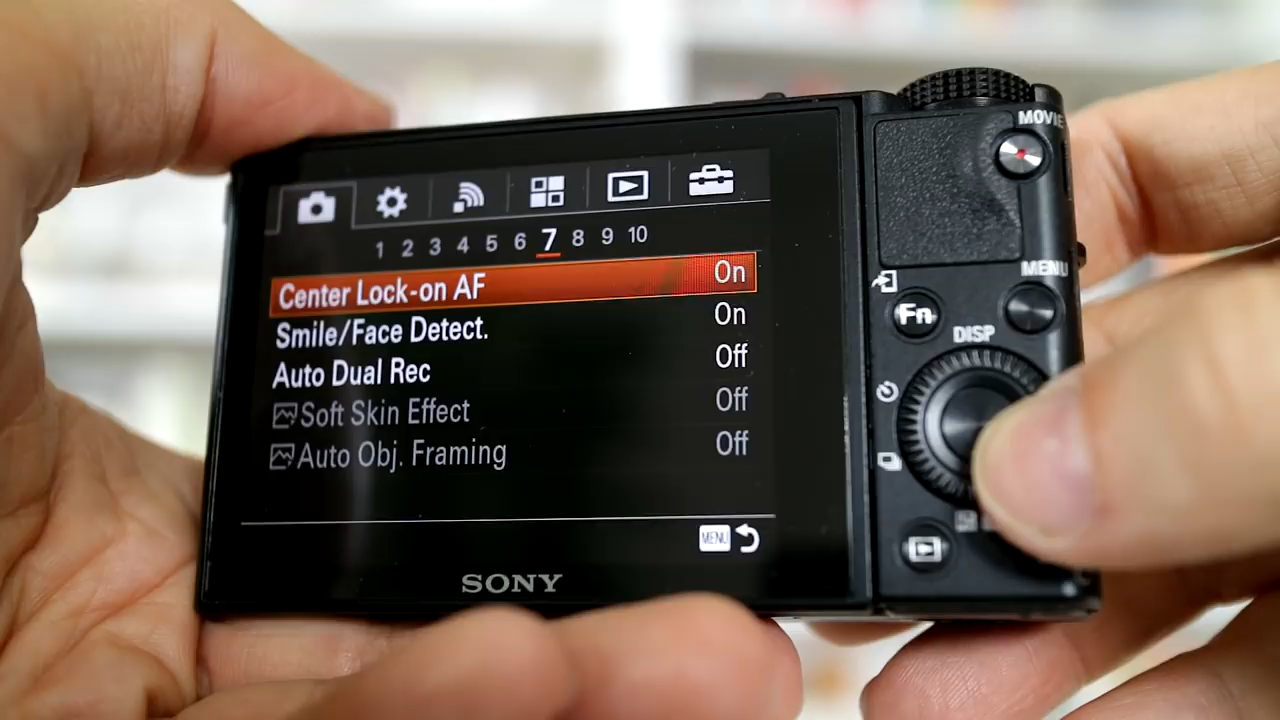 MOVIE
1 2 3 4 5 6 7 8 9 10
MENU
Center Lock-on AF On
Fn
Smile/Face Detect. On
DISP
Auto Dual Rec Off
Soft Skin Effect Off
Auto Obj. Framing Off
MENU
SONY